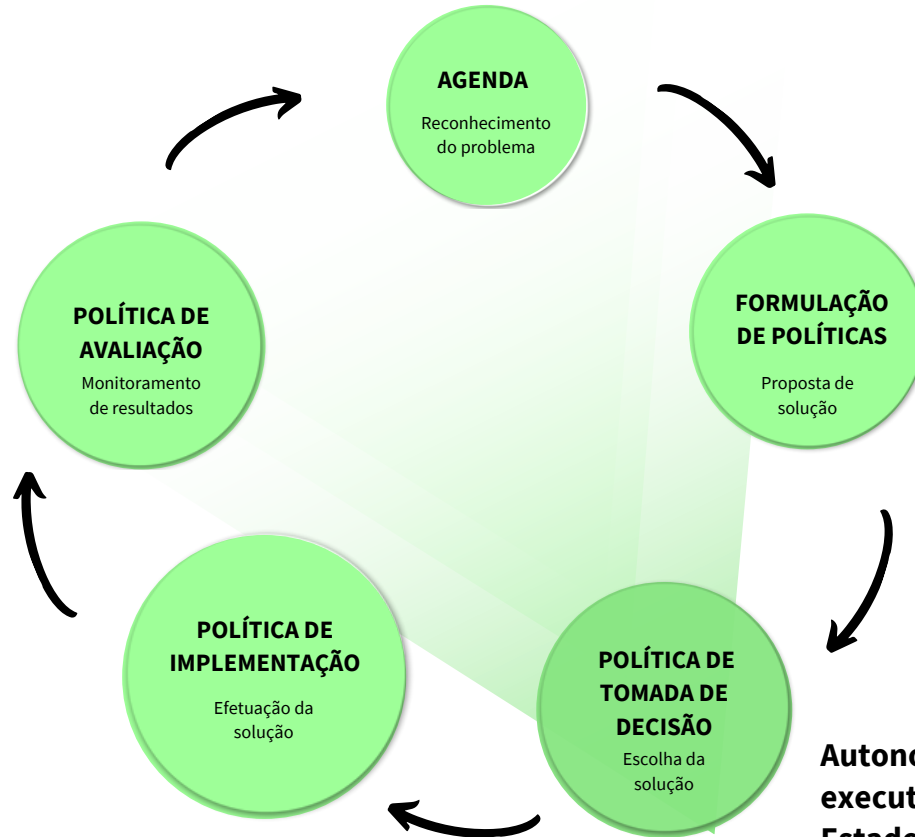 AGENDA
Reconhecimento
do problema
FORMULAÇÃO
DE POLÍTICAS
Proposta de
solução
POLÍTICA DE
TOMADA DE
DECISÃO
Escolha da
solução
POLÍTICA DE
IMPLEMENTAÇÃO
Efetuação da
solução
POLÍTICA DE
AVALIAÇÃO
Monitoramento
de resultados